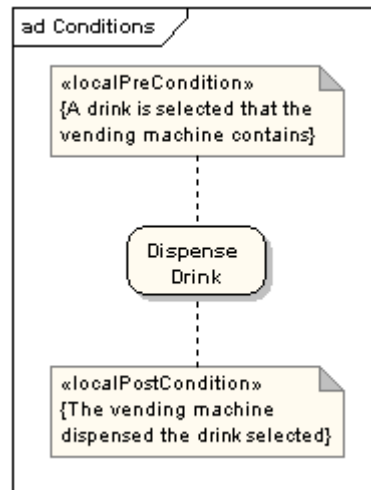 ad Conditions
«localPreCondition»
{A drink is selected that the
vending machine contains}
Dispense
Drink
«localPostCondition»
{The vending machine
dispensed the drink selected}